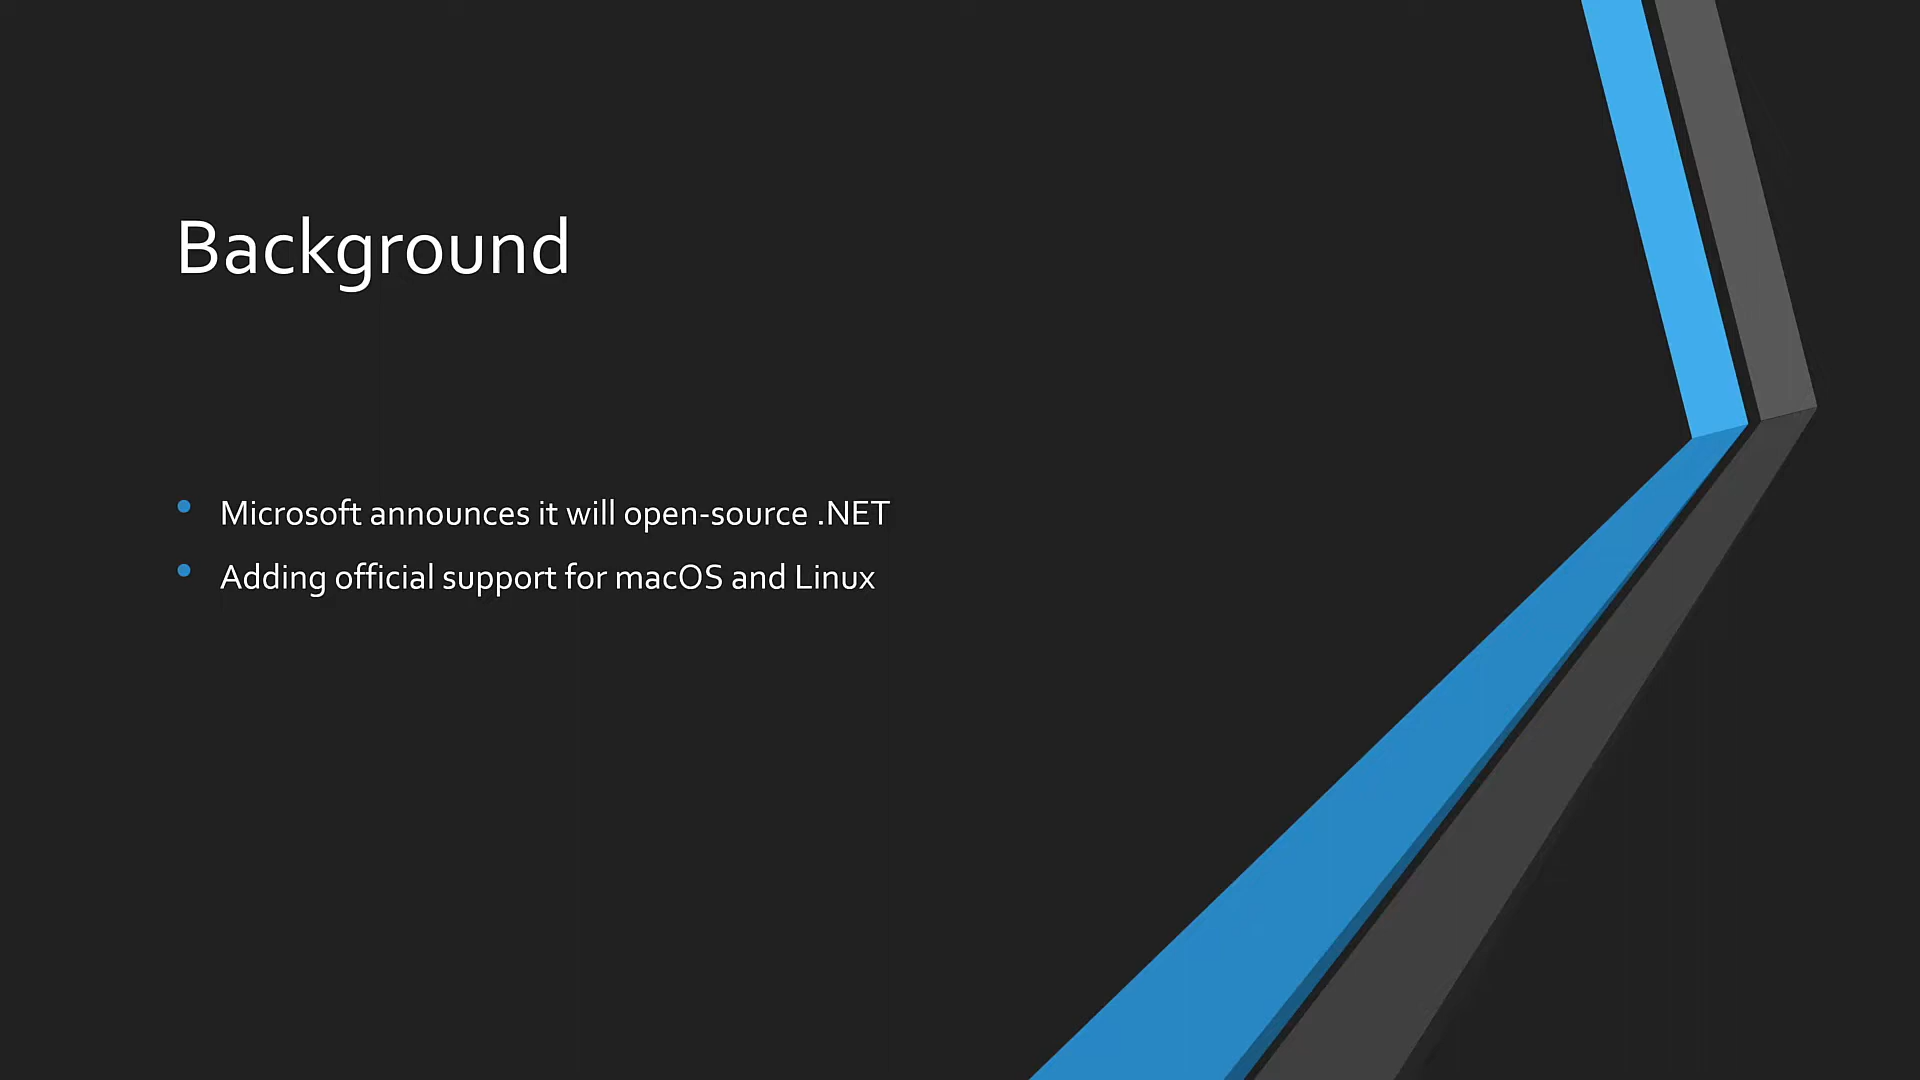 Background
Microsoft announces it will open-source .NET
Adding official support for macOS and Linux